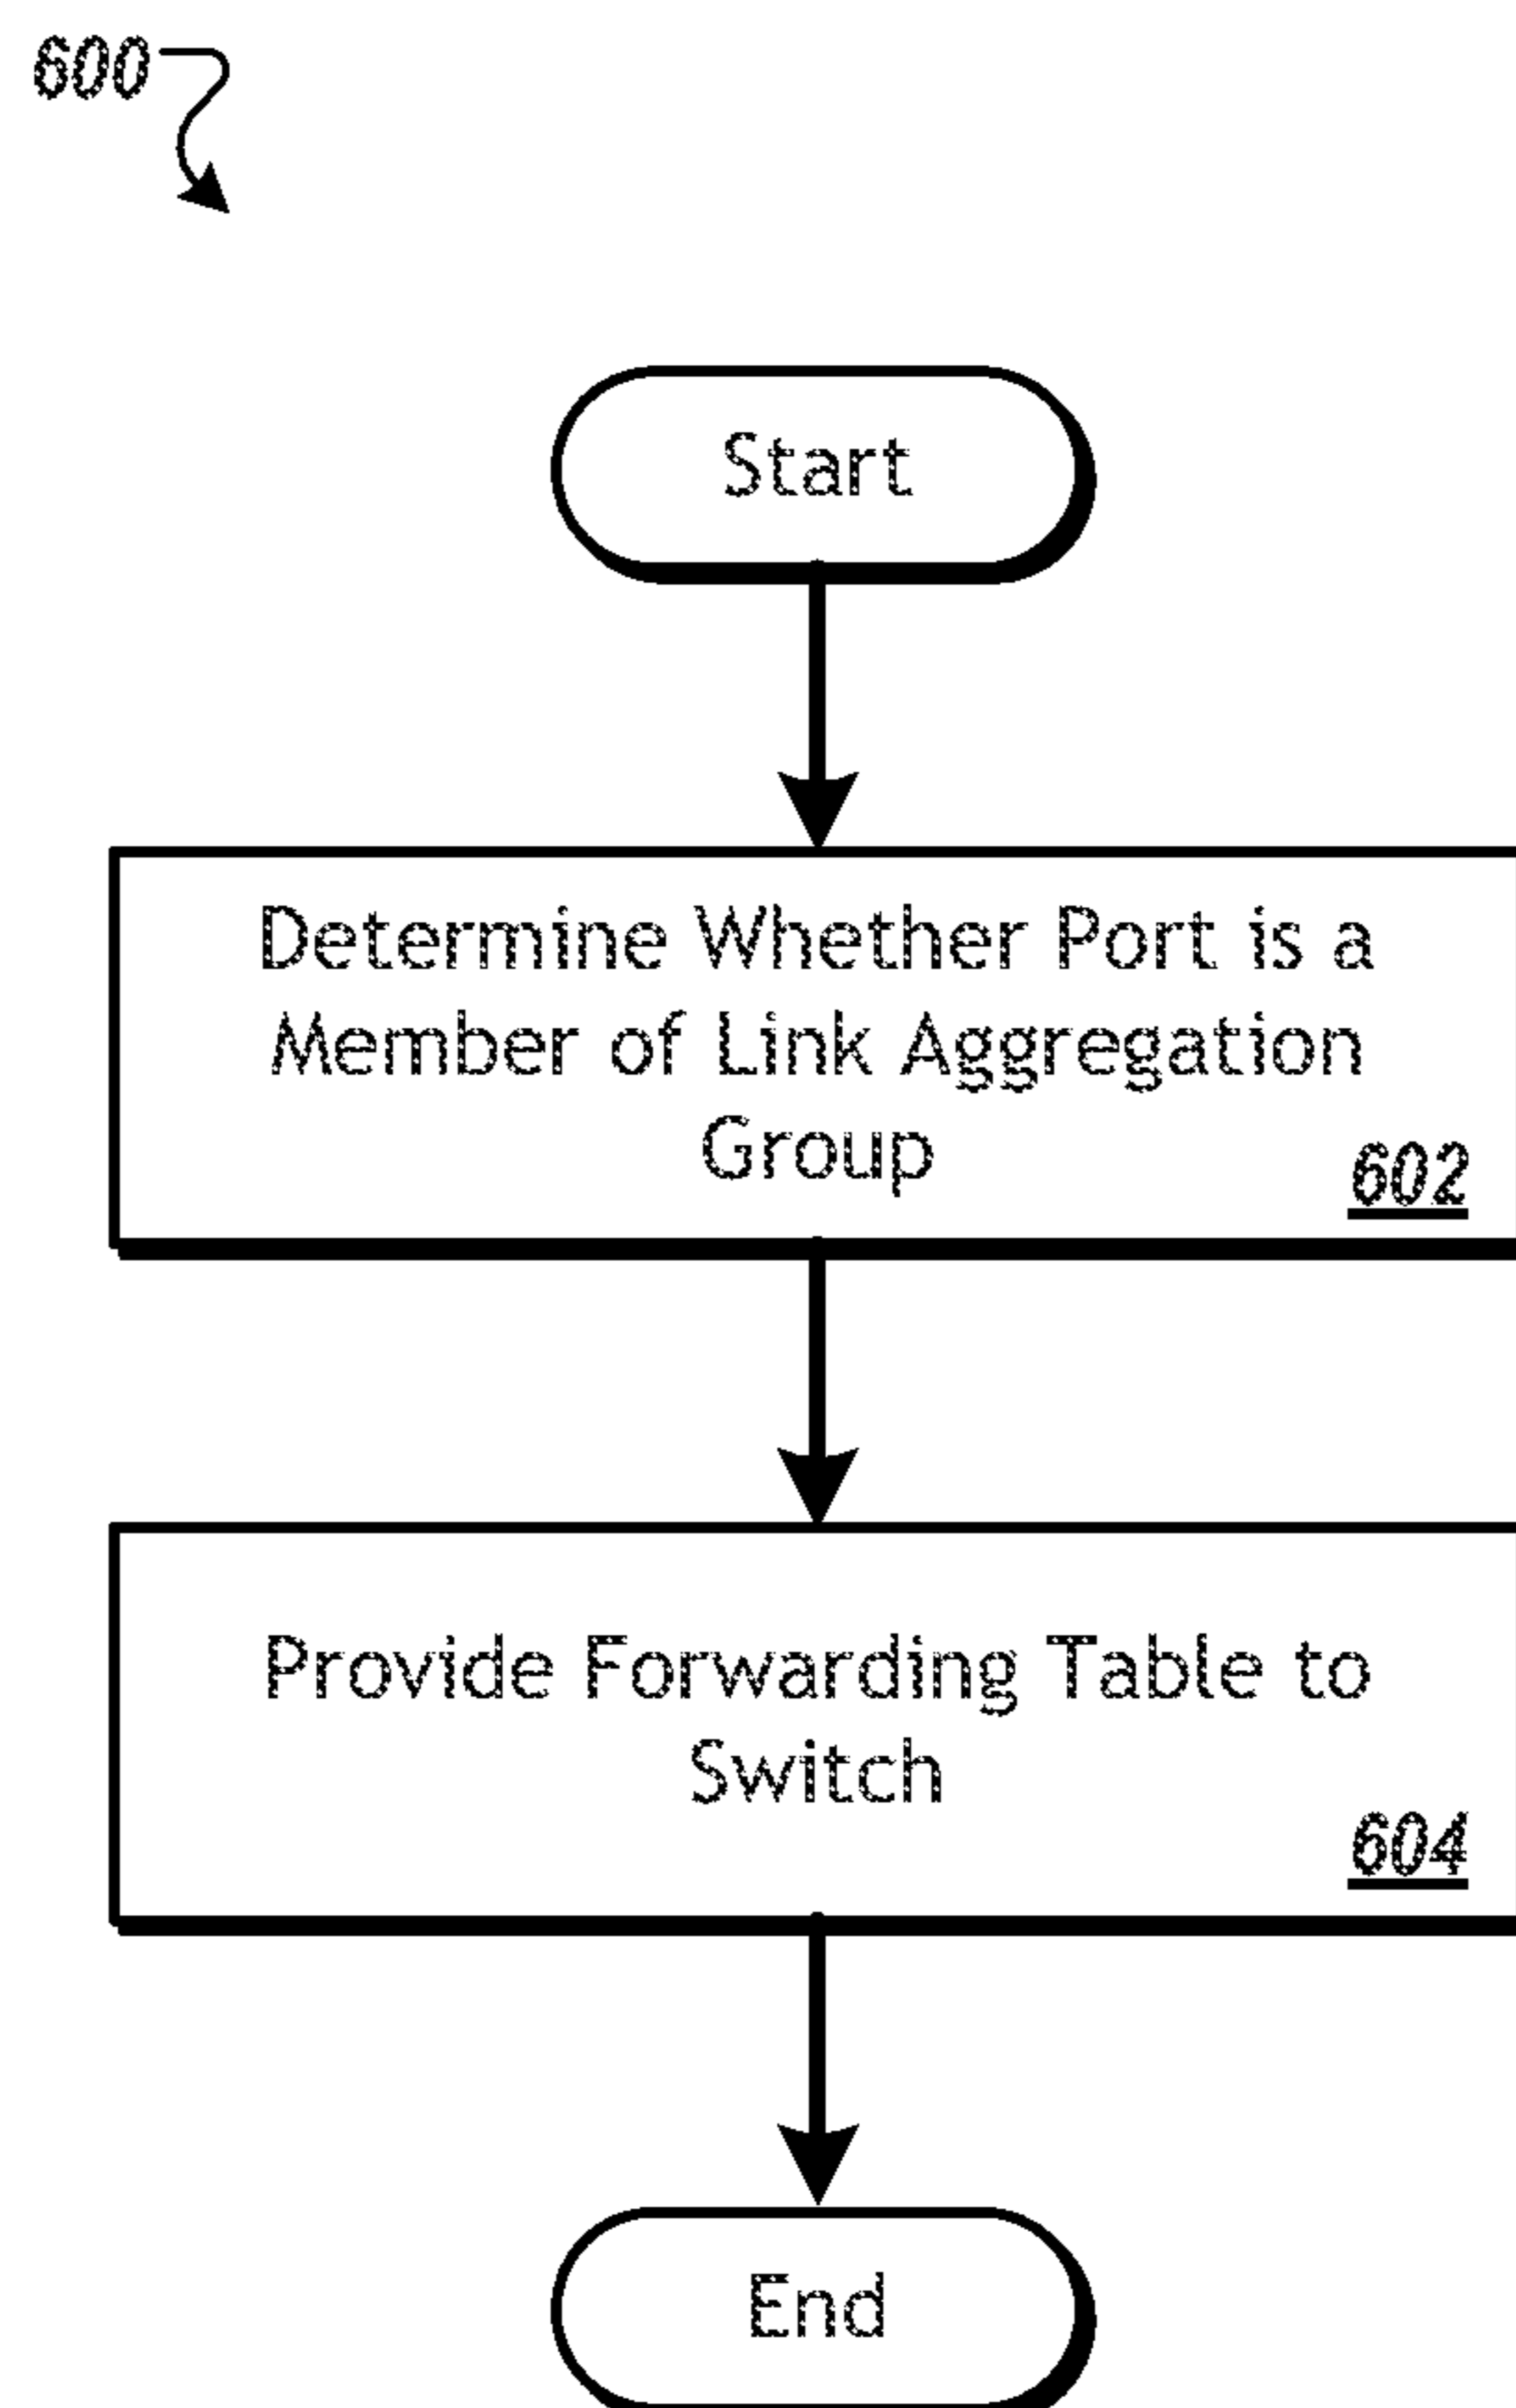 600
Start
Determine Whether Port is a
Member of Link Aggregation
Group
602
Provide Forwarding Table to
Switch
604
End